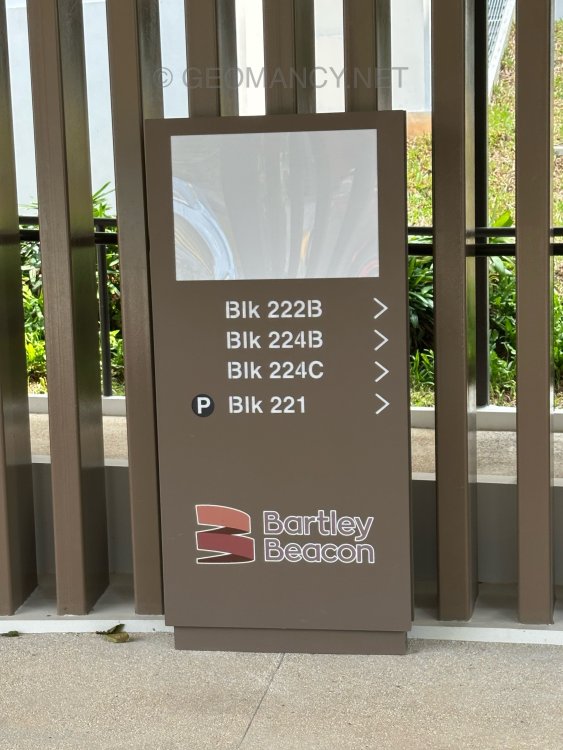 © GEOMANCY.NET
Blk 222B
Blk 224B
Blk 224C
P Blk 221
Bartley
Beacon